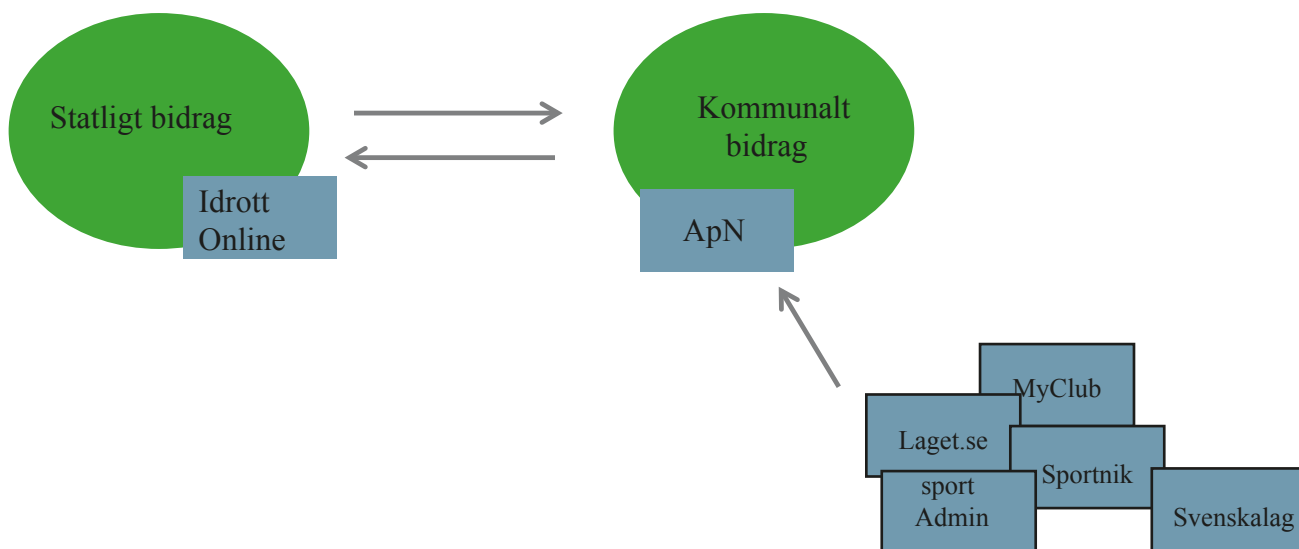 Statligt bidrag
Idrott
Online
Kommunalt
bidrag
ApN
MyClub
Laget.se
Sportnik
sport
Admin
Svenskalag